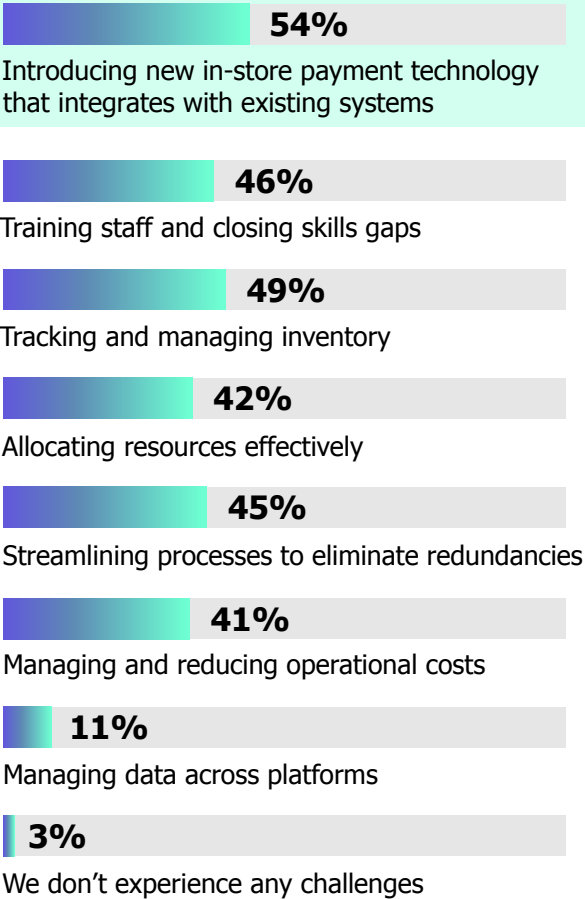 54%
Introducing new in-store payment technology
that integrates with existing systems
46%
Training staff and closing skills gaps
49%
Tracking and managing inventory
42%
Allocating resources effectively
45%
Streamlining processes to eliminate redundancies
41%
Managing and reducing operational costs
11%
Managing data across platforms
3%
We don’t experience any challenges